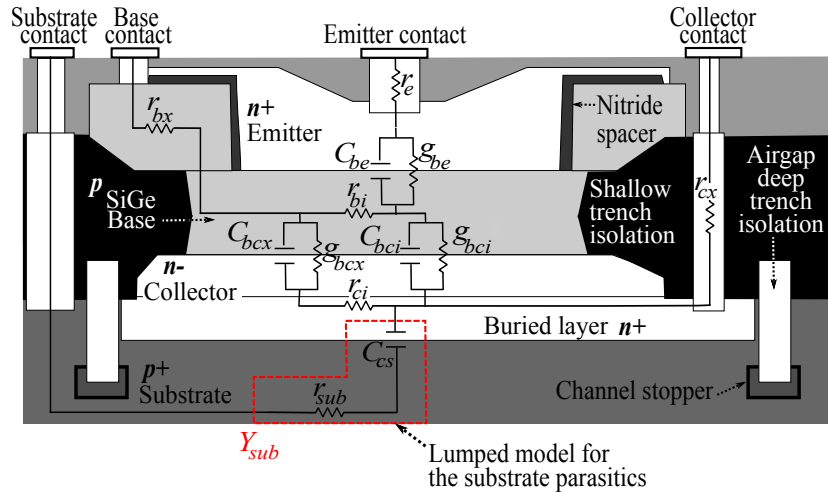 Substrate contact
Base contact
Emitter contact
Collector contact
r_e
r_bx
n+ Emitter
Nitride spacer
C_be
g_be
p SiGe Base
r_bi
Shallow trench isolation
r_cx
Airgap deep trench isolation
C_bcx
g_bcx
C_bci
g_bci
n- Collector
r_ci
Buried layer n+
C_cs
p+ Substrate
r_sub
Channel stopper
Y_sub
Lumped model for
the substrate parasitics